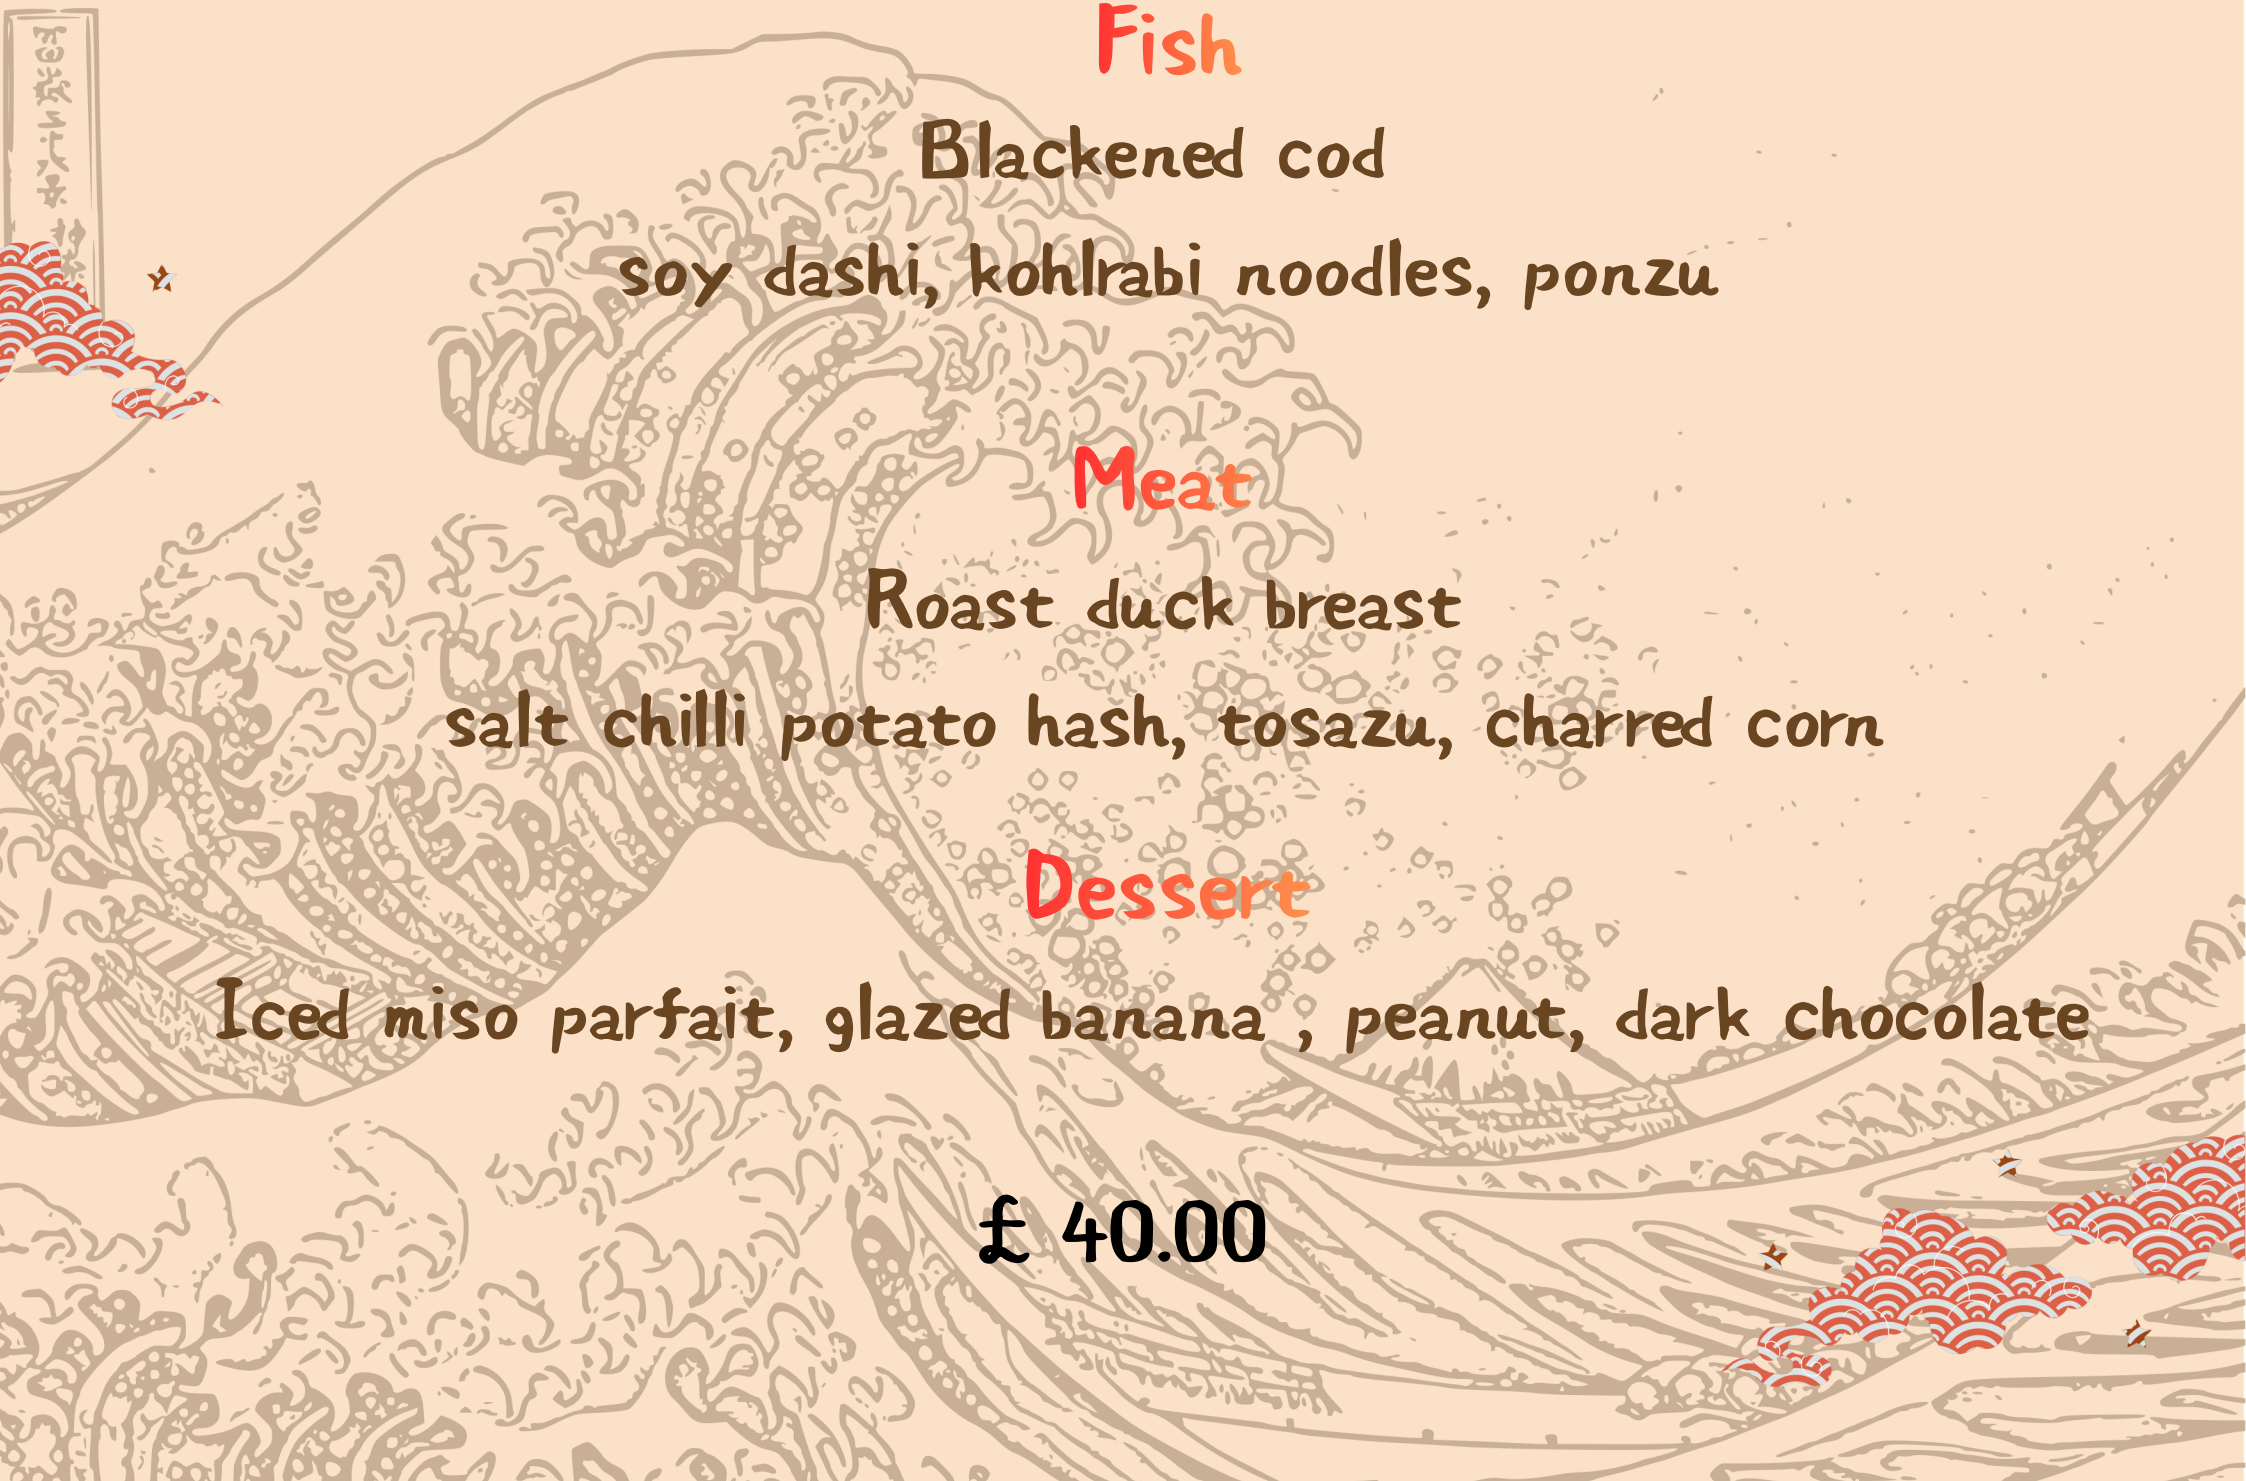 Fish
Blackened cod
soy dashi, kohlrabi noodles, ponzu
Meat
Roast duck breast
salt chilli potato hash, tosazu, charred corn
Dessert
Iced miso parfait, glazed banana , peanut, dark chocolate
£ 40.00